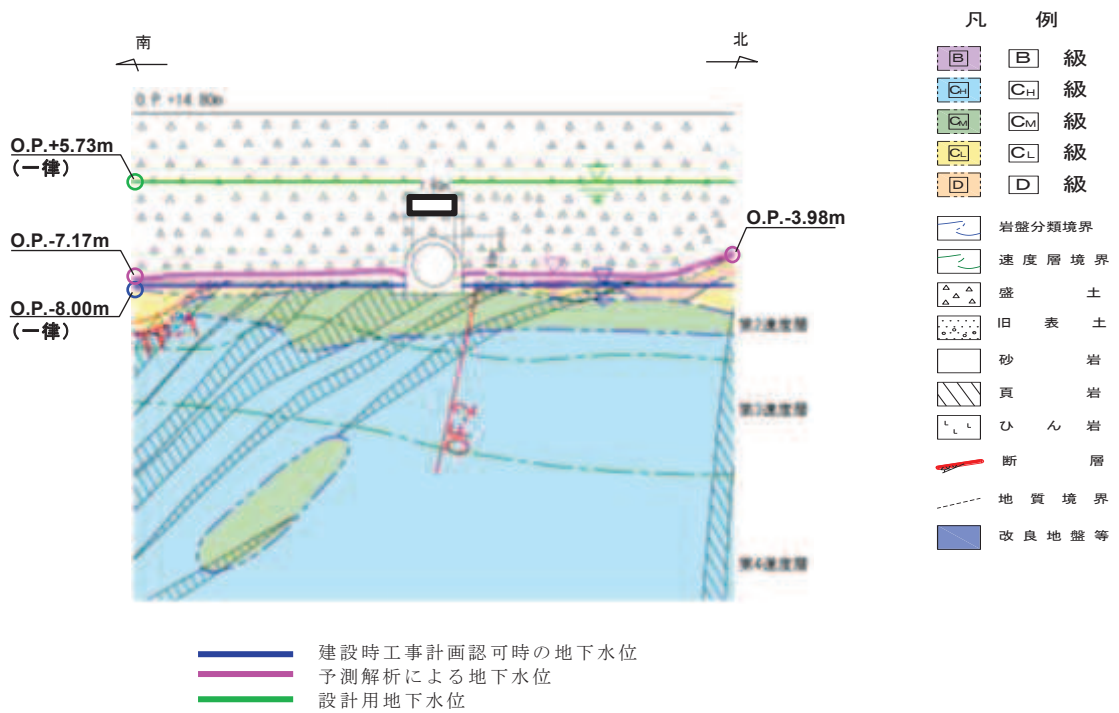 南
北
O.P.+14.80m
O.P.+5.73m
(一律)
O.P.-7.17m
O.P.-8.00m
(一律)
O.P.-3.98m
第2速度層
第3速度層
第4速度層
OF-2
凡 例
B B 級
CH CH 級
CM CM 級
CL CL 級
D D 級
岩盤分類境界
速度層境界
盛土
旧表土
砂岩
頁岩
ひん岩
断層
地質境界
改良地盤等
建設時工事計画認可時の地下水位
予測解析による地下水位
設計用地下水位